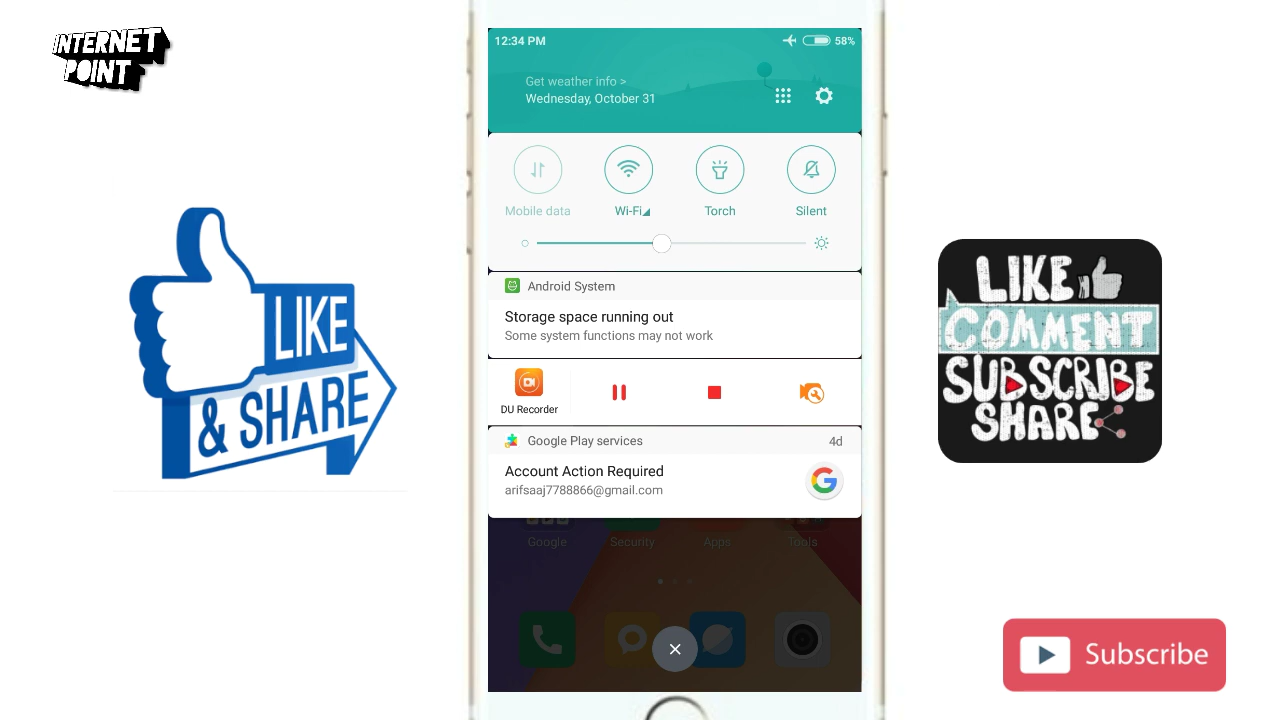 INTERNET
POINT
12:34 PM
58%
Get weather info >
Wednesday, October 31
Mobile data
Wi-Fi
Torch
Silent
Android System
Storage space running out
Some system functions may not work
DU Recorder
Google Play services
4d
Account Action Required
arifsaaj7788866@gmail.com
Google
Security
Apps
Tools
LIKE
& SHARE
LIKE
COMMENT
SUBSCRIBE
SHARE
Subscribe